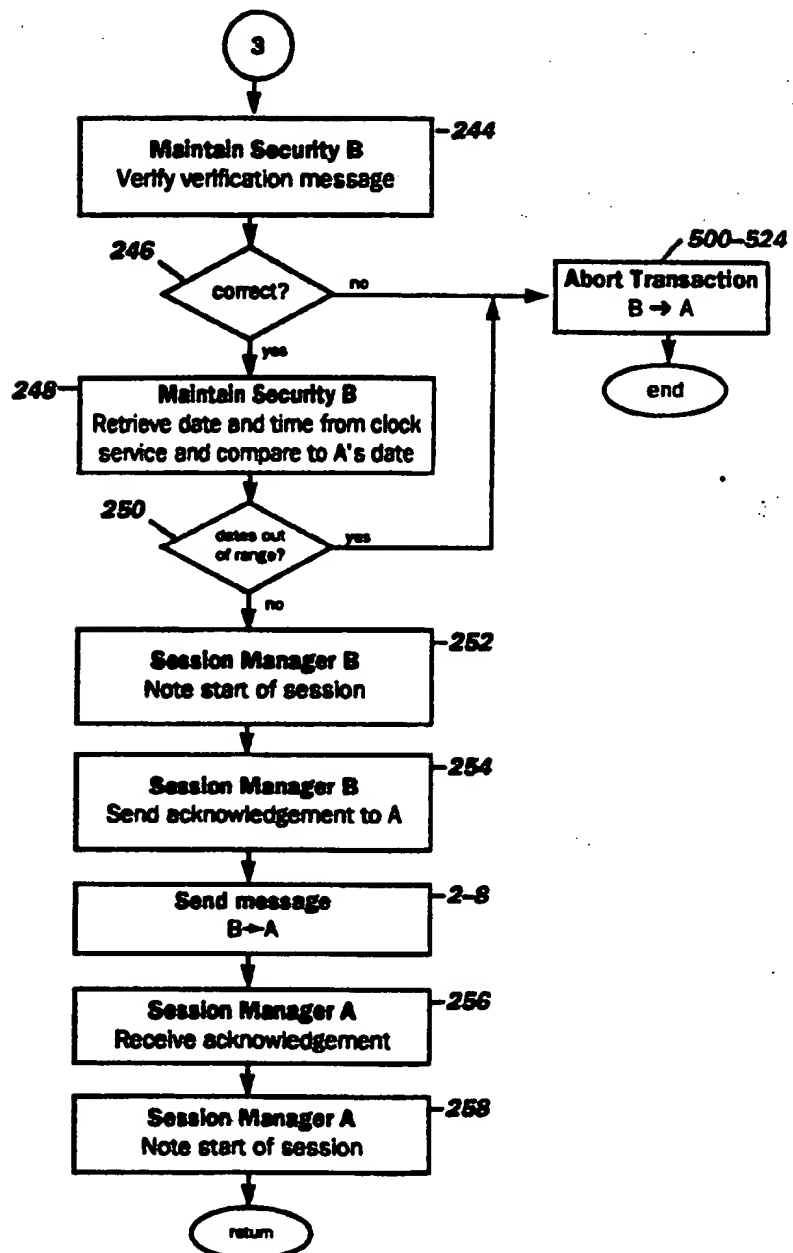 3
244
Maintain Security B
Verify verification message
246
correct?
no
yes
500-524
Abort Transaction
B → A
end
248
Maintain Security B
Retrieve date and time from clock
service and compare to A's date
250
dates out
of range?
yes
no
252
Session Manager B
Note start of session
254
Session Manager B
Send acknowledgement to A
2-8
Send message
B→A
256
Session Manager A
Receive acknowledgement
258
Session Manager A
Note start of session
return